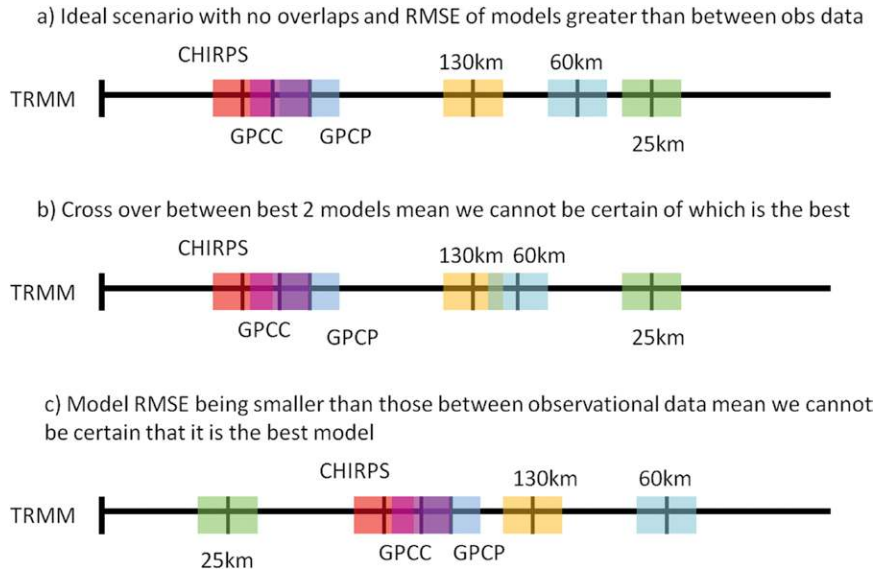 a) Ideal scenario with no overlaps and RMSE of models greater than between obs data
CHIRPS
130km
60km
TRMM
GPCC
GPCP
25km
b) Cross over between best 2 models mean we cannot be certain of which is the best
CHIRPS
130km
60km
TRMM
GPCC
GPCP
25km
c) Model RMSE being smaller than those between observational data mean we cannot
be certain that it is the best model
CHIRPS
130km
60km
TRMM
25km
GPCC
GPCP